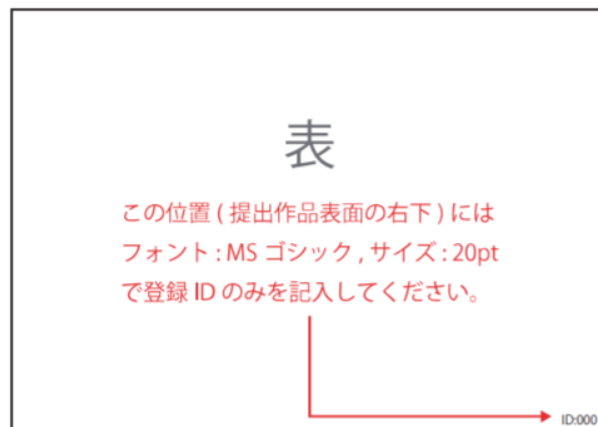 表
この位置 ( 提出作品表面の右下 ) には
フォント : MS ゴシック , サイズ : 20pt
で登録 ID のみを記入してください。
ID:000